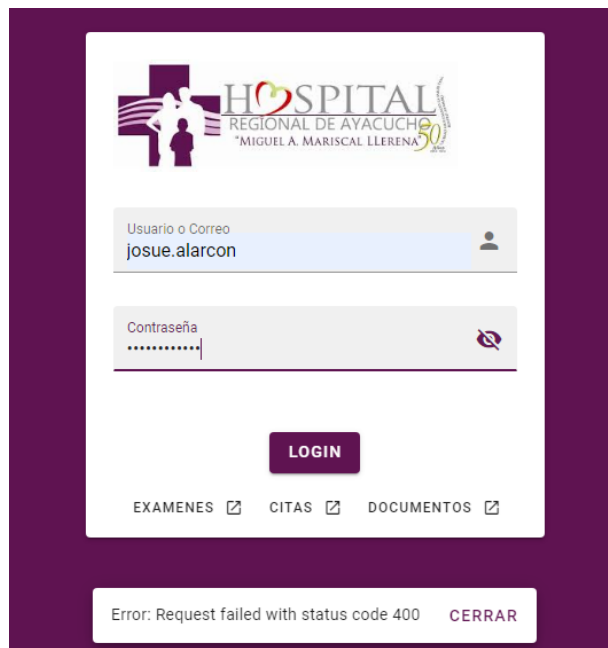 HOSPITAL
REGIONAL DE AYACUCHO
"MIGUEL A. MARISCAL LLERENA"
50
Usuario o Correo
josue.alarcon
Contraseña
••••••••••••
LOGIN
EXAMENES CITAS DOCUMENTOS
Error: Request failed with status code 400 CERRAR